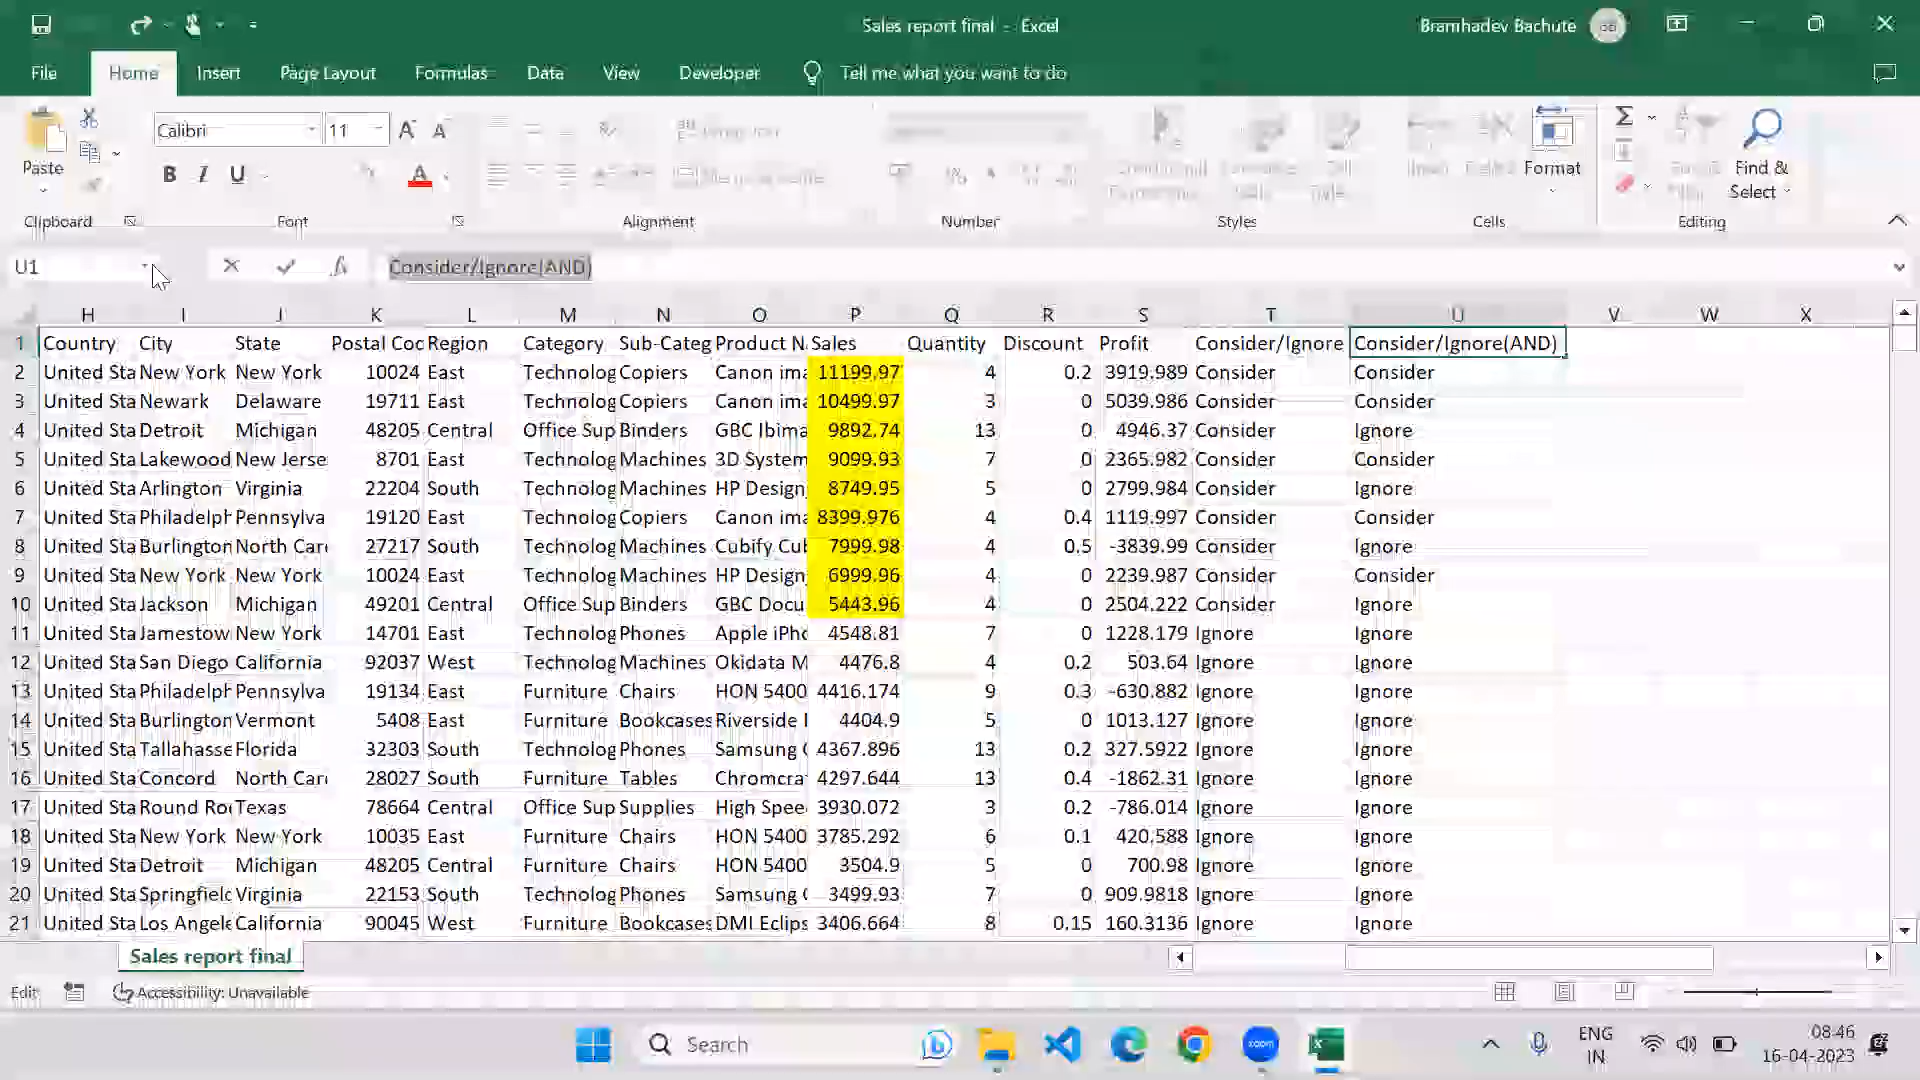 Sales report final - Excel
Bramhadev Bachute
File Home Insert Page Layout Formulas Data View Developer Tell me what you want to do
Calibri 11
Paste
B I U
Format
Find &
Select
Clipboard Font Alignment Number Styles Cells Editing
U1 Consider/Ignore(AND)
H I J K L M N O P Q R S T U V W X
1 Country City State Postal Coc Region Category Sub-Categ Product N Sales Quantity Discount Profit Consider/Ignore Consider/Ignore(AND)
2 United Sta New York New York 10024 East Technolog Copiers Canon ima 11199.97 4 0.2 3919.989 Consider Consider
3 United Sta Newark Delaware 19711 East Technolog Copiers Canon ima 10499.97 3 0 5039.986 Consider Consider
4 United Sta Detroit Michigan 48205 Central Office Sup Binders GBC Ibima 9892.74 13 0 4946.37 Consider Ignore
5 United Sta Lakewood New Jerse 8701 East Technolog Machines 3D System 9099.93 7 0 2365.982 Consider Consider
6 United Sta Arlington Virginia 22204 South Technolog Machines HP Design 8749.95 5 0 2799.984 Consider Ignore
7 United Sta Philadelph Pennsylva 19120 East Technolog Copiers Canon ima 8399.976 4 0.4 1119.997 Consider Consider
8 United Sta Burlington North Car 27217 South Technolog Machines Cubify Cub 7999.98 4 0.5 -3839.99 Consider Ignore
9 United Sta New York New York 10024 East Technolog Machines HP Design 6999.96 4 0 2239.987 Consider Consider
10 United Sta Jackson Michigan 49201 Central Office Sup Binders GBC Docu 5443.96 4 0 2504.222 Consider Ignore
11 United Sta Jamestow New York 14701 East Technolog Phones Apple iPho 4548.81 7 0 1228.179 Ignore Ignore
12 United Sta San Diego California 92037 West Technolog Machines Okidata M 4476.8 4 0.2 503.64 Ignore Ignore
13 United Sta Philadelph Pennsylva 19134 East Furniture Chairs HON 5400 4416.174 9 0.3 -630.882 Ignore Ignore
14 United Sta Burlington Vermont 5408 East Furniture Bookcases Riverside 4404.9 5 0 1013.127 Ignore Ignore
15 United Sta Tallahasse Florida 32303 South Technolog Phones Samsung 4367.896 13 0.2 327.5922 Ignore Ignore
16 United Sta Concord North Car 28027 South Furniture Tables Chromcra 4297.644 13 0.4 -1862.31 Ignore Ignore
17 United Sta Round Ro Texas 78664 Central Office Sup Supplies High Spee 3930.072 3 0.2 -786.014 Ignore Ignore
18 United Sta New York New York 10035 East Furniture Chairs HON 5400 3785.292 6 0.1 420.588 Ignore Ignore
19 United Sta Detroit Michigan 48205 Central Furniture Chairs HON 5400 3504.9 5 0 700.98 Ignore Ignore
20 United Sta Springfield Virginia 22153 South Technolog Phones Samsung 3499.93 7 0 909.9818 Ignore Ignore
21 United Sta Los Angele California 90045 West Furniture Bookcases DMI Eclips 3406.664 8 0.15 160.3136 Ignore Ignore
Sales report final
Edit Accessibility: Unavailable
Search zoom ENG 08:46
IN 16-04-2023